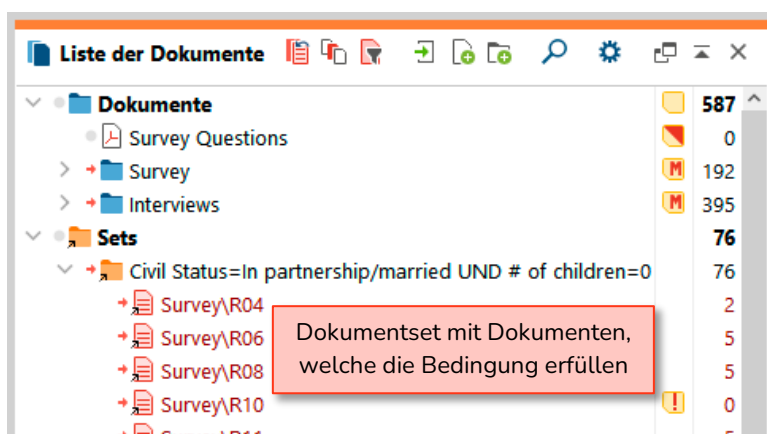 Liste der Dokumente
Dokumente 587
Survey Questions 0
Survey M 192
Interviews M 395
Sets 76
Civil Status=In partnership/married UND # of children=0 76
Survey\R04 2
Survey\R06 5
Survey\R08 5
Survey\R10 ! 0
Dokumentset mit Dokumenten,
welche die Bedingung erfüllen